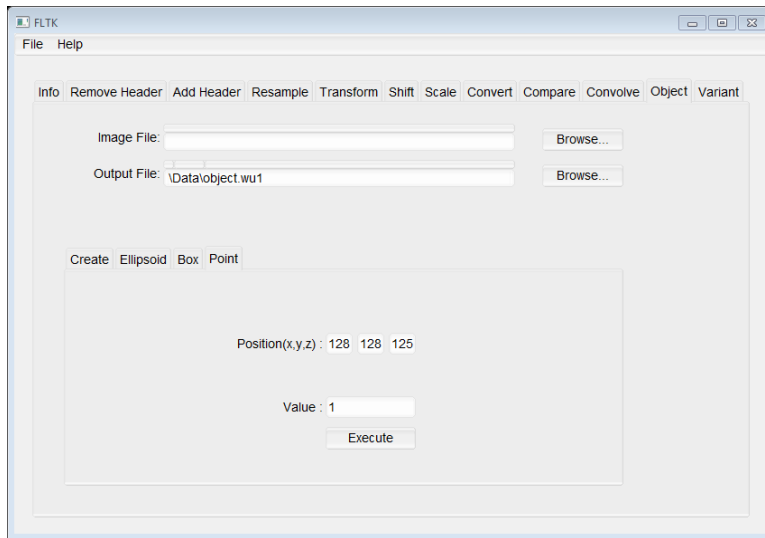 FLTK
File Help
Info Remove Header Add Header Resample Transform Shift Scale Convert Compare Convolve Object Variant
Image File: Browse...
Output File: \Data\object.wu1 Browse...
Create Ellipsoid Box Point
Position(x,y,z) : 128 128 125
Value : 1
Execute